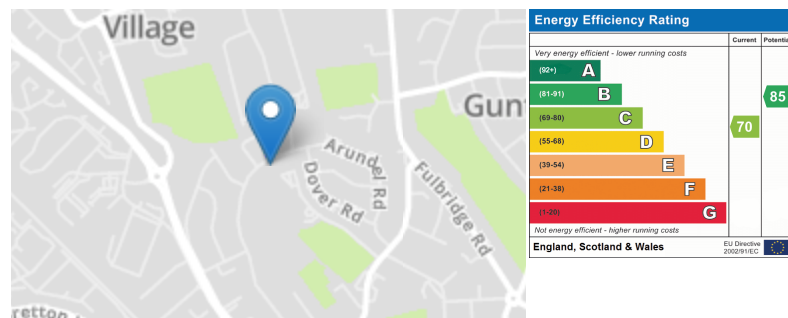 Village
Gun
Arundel Rd
Dover Rd
Fulbridge Rd
retton
Energy Efficiency Rating
Current Potentia
Very energy efficient - lower running costs
(92+) A
(81-91) B
85
(69-80) C
70
(55-68) D
(39-54) E
(21-38) F
(1-20) G
Not energy efficient - higher running costs
England, Scotland & Wales
EU Directive
2002/91/EC